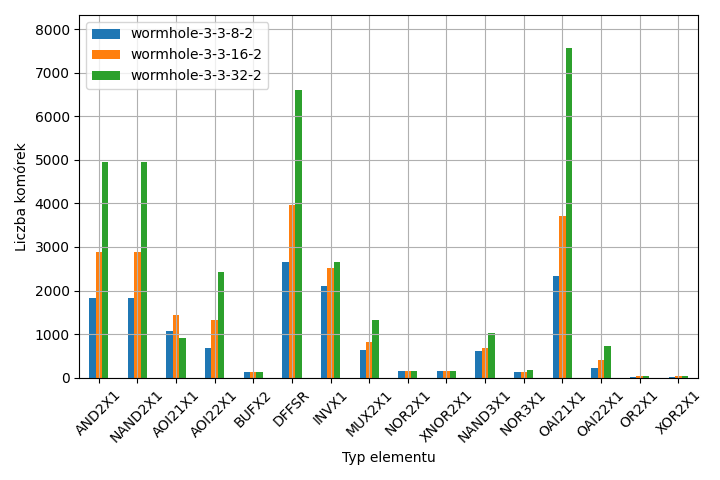 wormhole-3-3-8-2
wormhole-3-3-16-2
wormhole-3-3-32-2
8000
7000
6000
5000
4000
3000
2000
1000
0
Liczba komórek
AND2X1
NAND2X1
AOI21X1
AOI22X1
BUFX2
DFFSR
INVX1
MUX2X1
NOR2X1
XNOR2X1
NAND3X1
NOR3X1
OAI21X1
OAI22X1
OR2X1
XOR2X1
Typ elementu